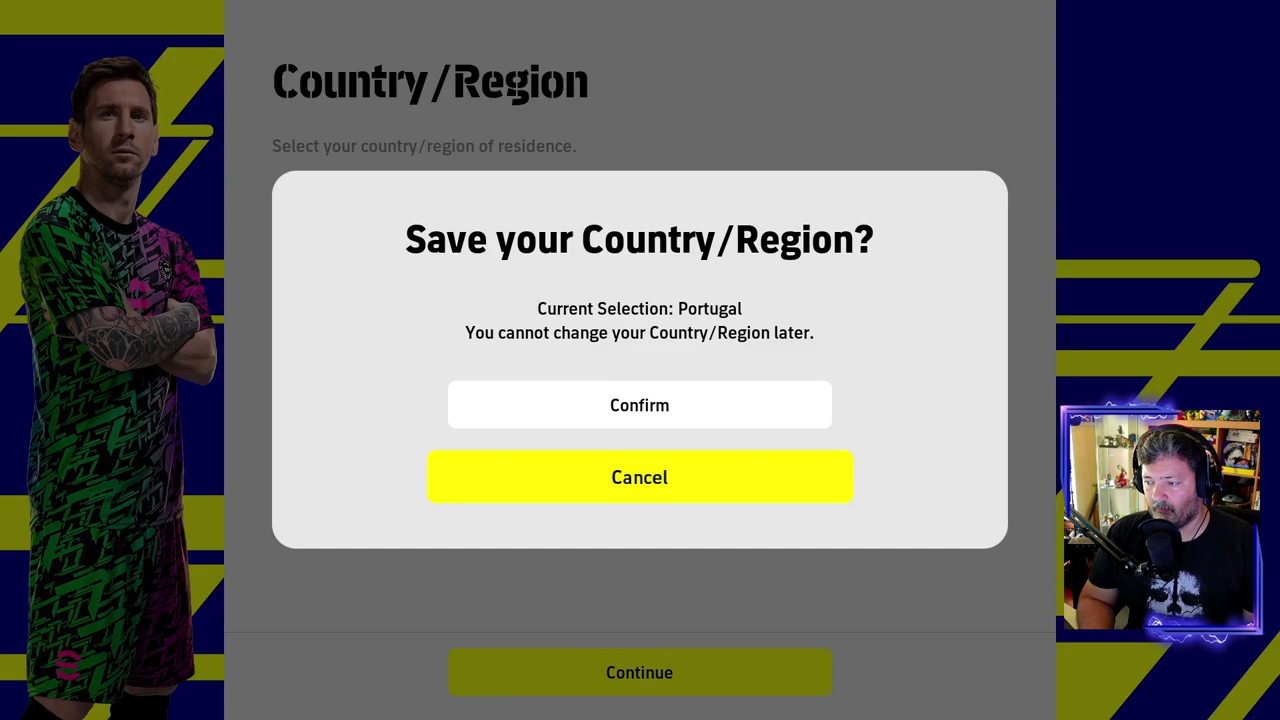 Country/Region
Select your country/region of residence.
Save your Country/Region?
Current Selection: Portugal
You cannot change your Country/Region later.
Confirm
Cancel
Continue